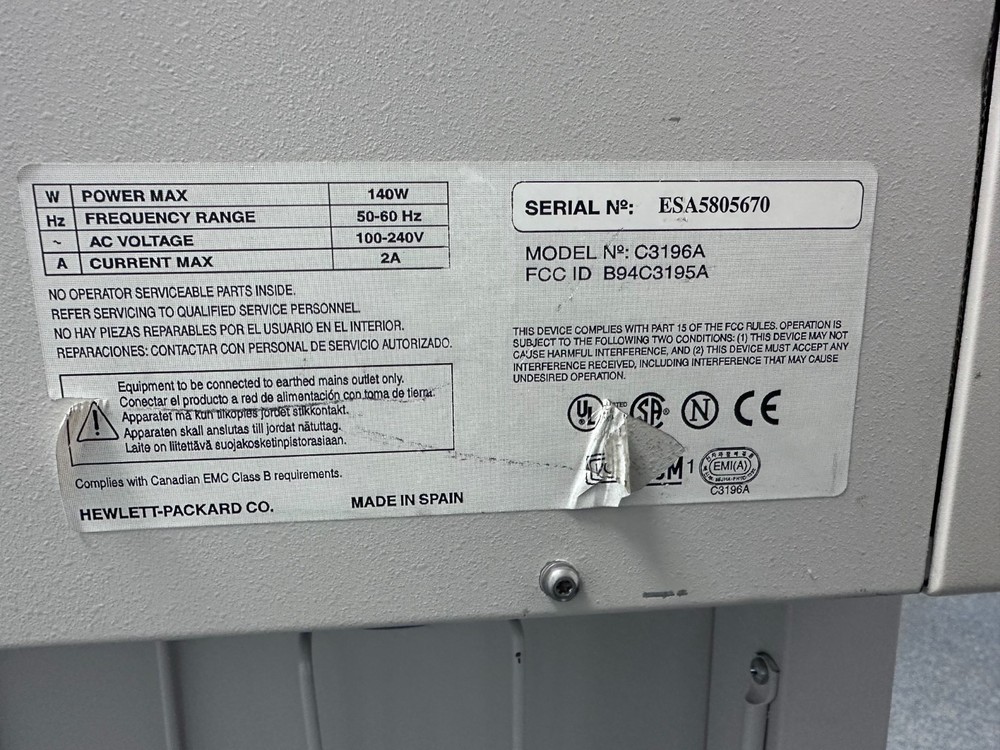 W POWER MAX 140W
Hz FREQUENCY RANGE 50-60 Hz
~ AC VOLTAGE 100-240V
A CURRENT MAX 2A
NO OPERATOR SERVICEABLE PARTS INSIDE.
REFER SERVICING TO QUALIFIED SERVICE PERSONNEL.
NO HAY PIEZAS REPARABLES POR EL USUARIO EN EL INTERIOR.
REPARACIONES: CONTACTAR CON PERSONAL DE SERVICIO AUTORIZADO.
Equipment to be connected to earthed mains outlet only.
Conectar el producto a red de alimentación con toma de tierra.
Apparatet må kun tilkoples jordet stikkontakt.
Apparaten skall anslutas till jordat nätuttag.
Laite on liitettävä suojakosketinpistorasiaan.
Complies with Canadian EMC Class B requirements.
HEWLETT-PACKARD CO. MADE IN SPAIN
SERIAL Nº: ESA5805670
MODEL Nº: C3196A
FCC ID B94C3195A
THIS DEVICE COMPLIES WITH PART 15 OF THE FCC RULES. OPERATION IS
SUBJECT TO THE FOLLOWING TWO CONDITIONS: (1) THIS DEVICE MAY NOT
CAUSE HARMFUL INTERFERENCE, AND (2) THIS DEVICE MUST ACCEPT ANY
INTERFERENCE RECEIVED, INCLUDING INTERFERENCE THAT MAY CAUSE
UNDESIRED OPERATION.
UL SA N CE
1 EMI(A)
C3196A